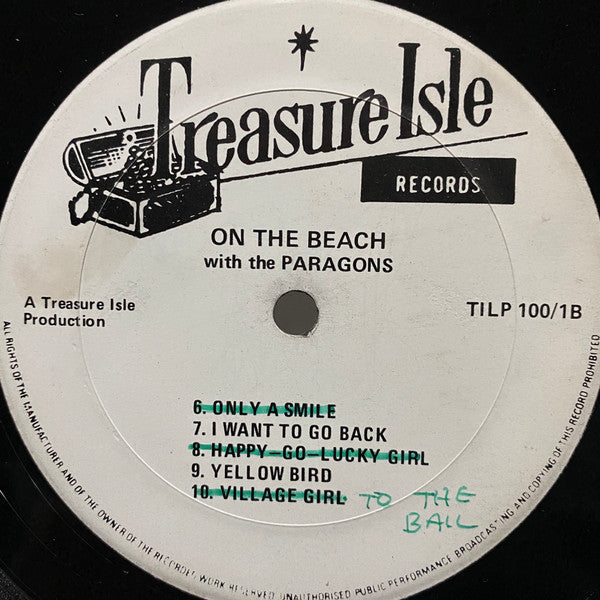 Treasure Isle
RECORDS
ON THE BEACH
with the PARAGONS
A Treasure Isle
Production
TILP 100/1B
6. ONLY A SMILE
7. I WANT TO GO BACK
8. HAPPY–GO–LUCKY GIRL
9. YELLOW BIRD
10. VILLAGE GIRL TO THE
BALL
ALL RIGHTS OF THE MANUFACTURER AND OF THE OWNER OF THE RECORDED WORK RESERVED UNAUTHORISED PUBLIC PERFORMANCE BROADCASTING AND COPYING OF THIS RECORD PROHIBITED